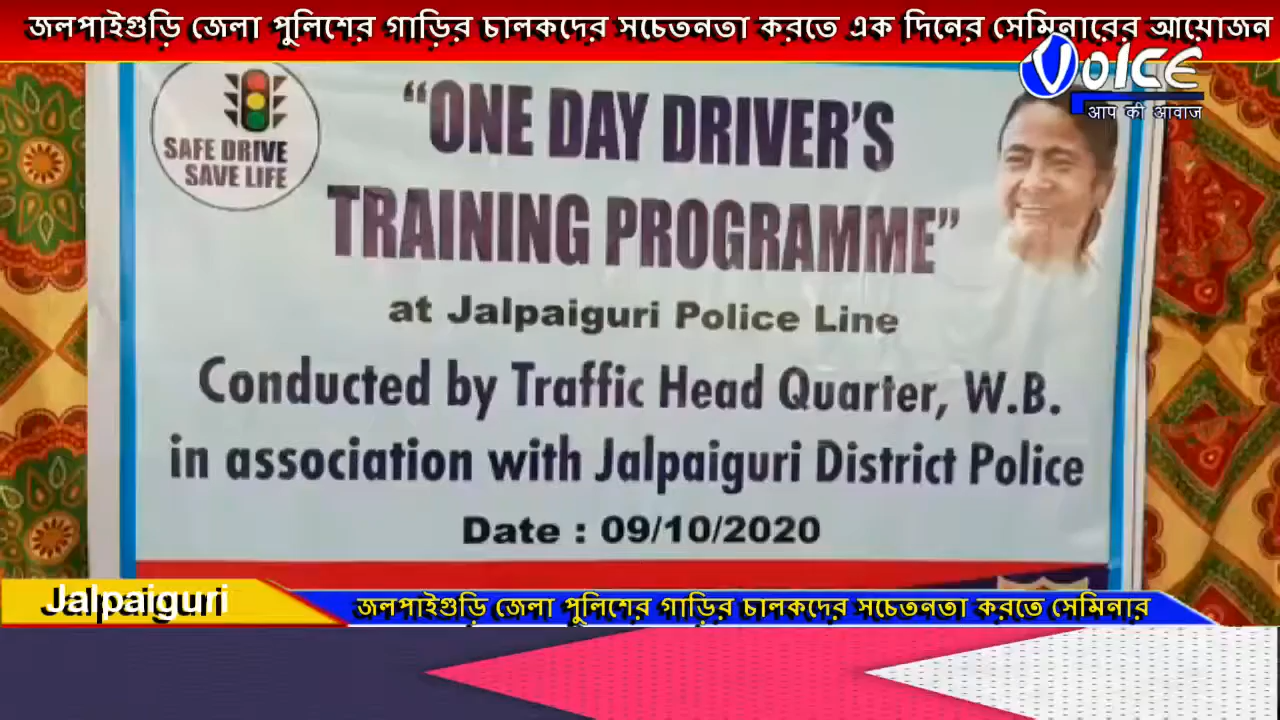 জলপাইগুড়ি জেলা পুলিশের গাড়ির চালকদের সচেতনতা করতে এক দিনের সেমিনারের আয়োজন
VOICE
आप की आवाज
SAFE DRIVE
SAVE LIFE
“ONE DAY DRIVER’S
TRAINING PROGRAMME”
at Jalpaiguri Police Line
Conducted by Traffic Head Quarter, W.B.
in association with Jalpaiguri District Police
Date : 09/10/2020
Jalpaiguri
জলপাইগুড়ি জেলা পুলিশের গাড়ির চালকদের সচেতনতা করতে সেমিনার